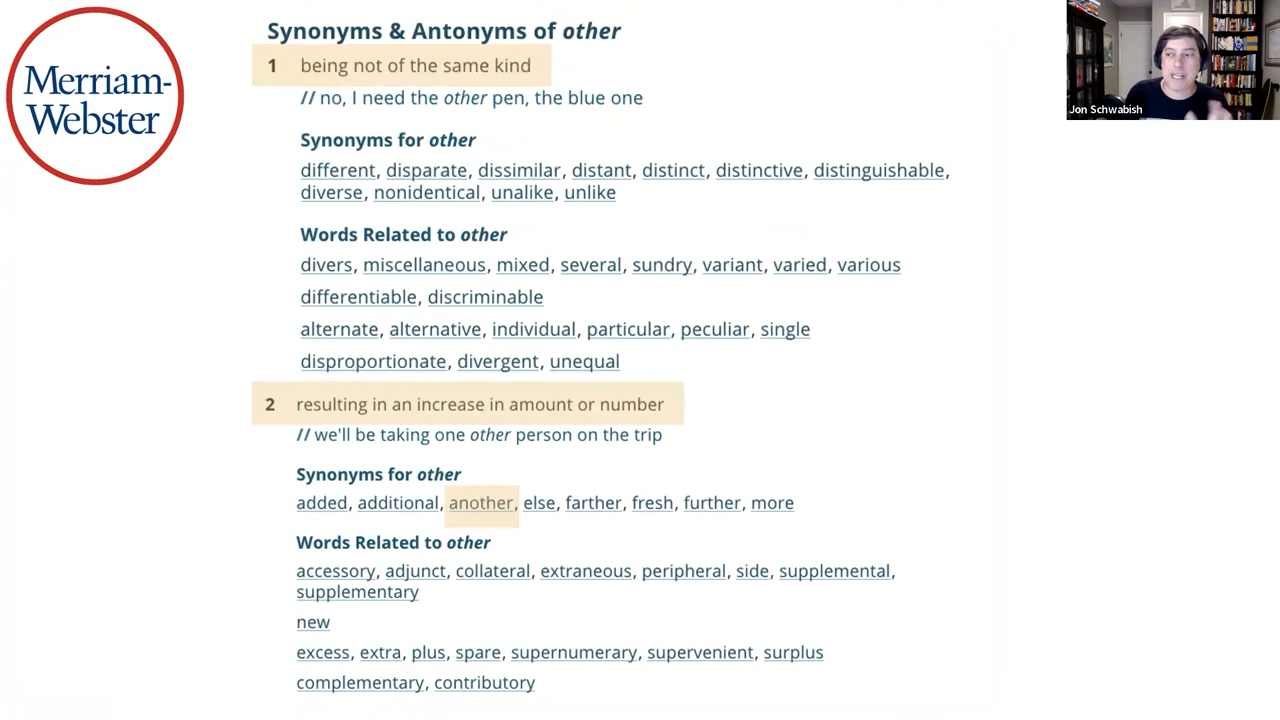 Merriam-
Webster
Synonyms & Antonyms of other
1 being not of the same kind
// no, I need the other pen, the blue one
Synonyms for other
different, disparate, dissimilar, distant, distinct, distinctive, distinguishable,
diverse, nonidentical, unalike, unlike
Words Related to other
divers, miscellaneous, mixed, several, sundry, variant, varied, various
differentiable, discriminable
alternate, alternative, individual, particular, peculiar, single
disproportionate, divergent, unequal
2 resulting in an increase in amount or number
// we'll be taking one other person on the trip
Synonyms for other
added, additional, another, else, farther, fresh, further, more
Words Related to other
accessory, adjunct, collateral, extraneous, peripheral, side, supplemental,
supplementary
new
excess, extra, plus, spare, supernumerary, supervenient, surplus
complementary, contributory
Jon Schwabish